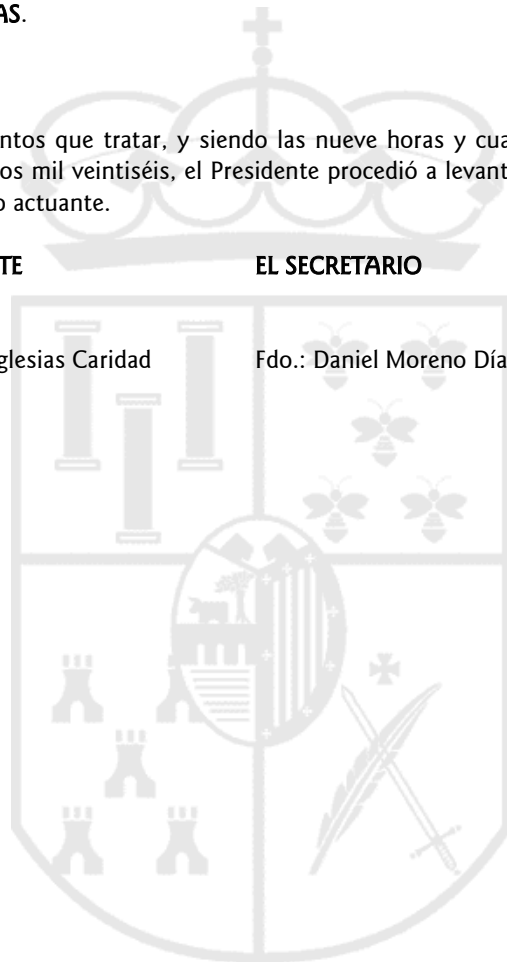 AS.
ntos que tratar, y siendo las nueve horas y cua
os mil veintiséis, el Presidente procedió a levant
o actuante.
TE EL SECRETARIO
glesias Caridad Fdo.: Daniel Moreno Día